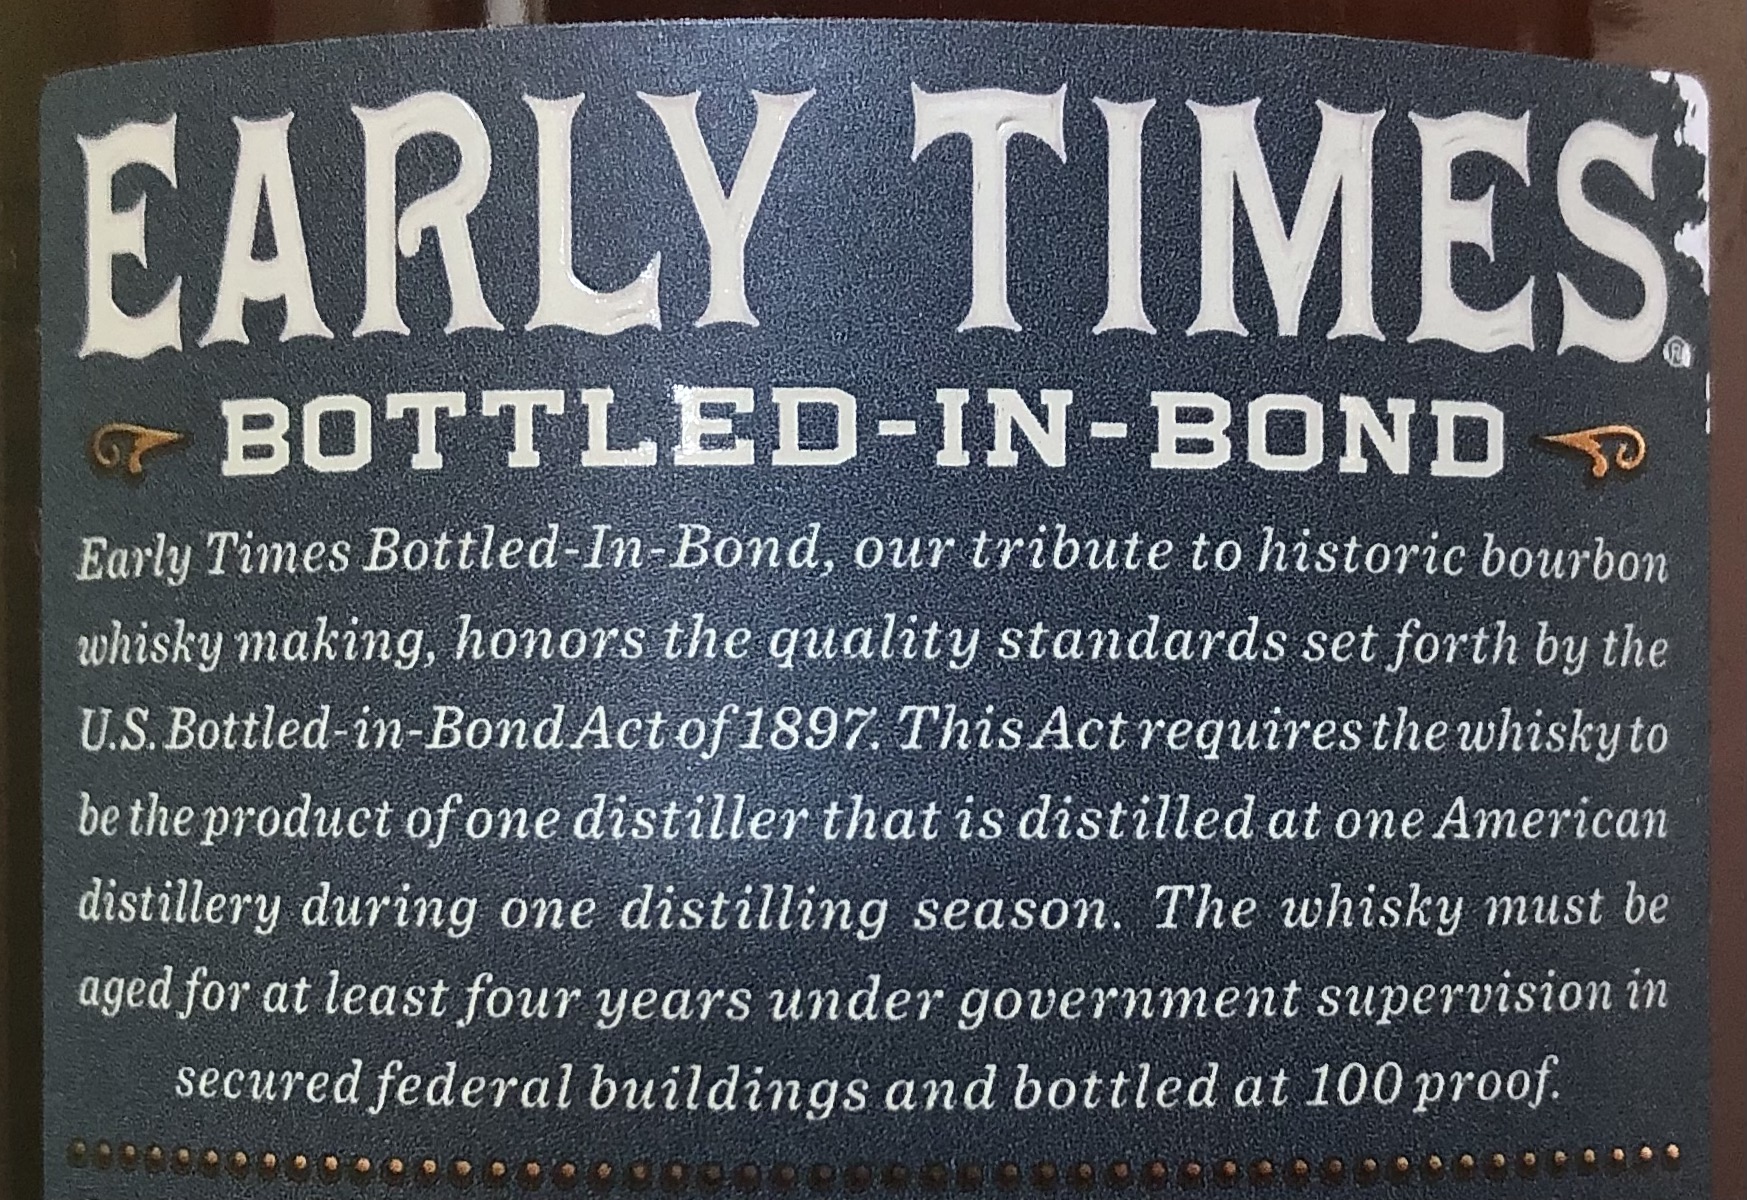 EARLY TIMES®
BOTTLED-IN-BOND
Early Times Bottled-In-Bond, our tribute to historic bourbon
whisky making, honors the quality standards set forth by the
U.S. Bottled-in-Bond Act of 1897. This Act requires the whisky to
be the product of one distiller that is distilled at one American
distillery during one distilling season. The whisky must be
aged for at least four years under government supervision in
secured federal buildings and bottled at 100 proof.